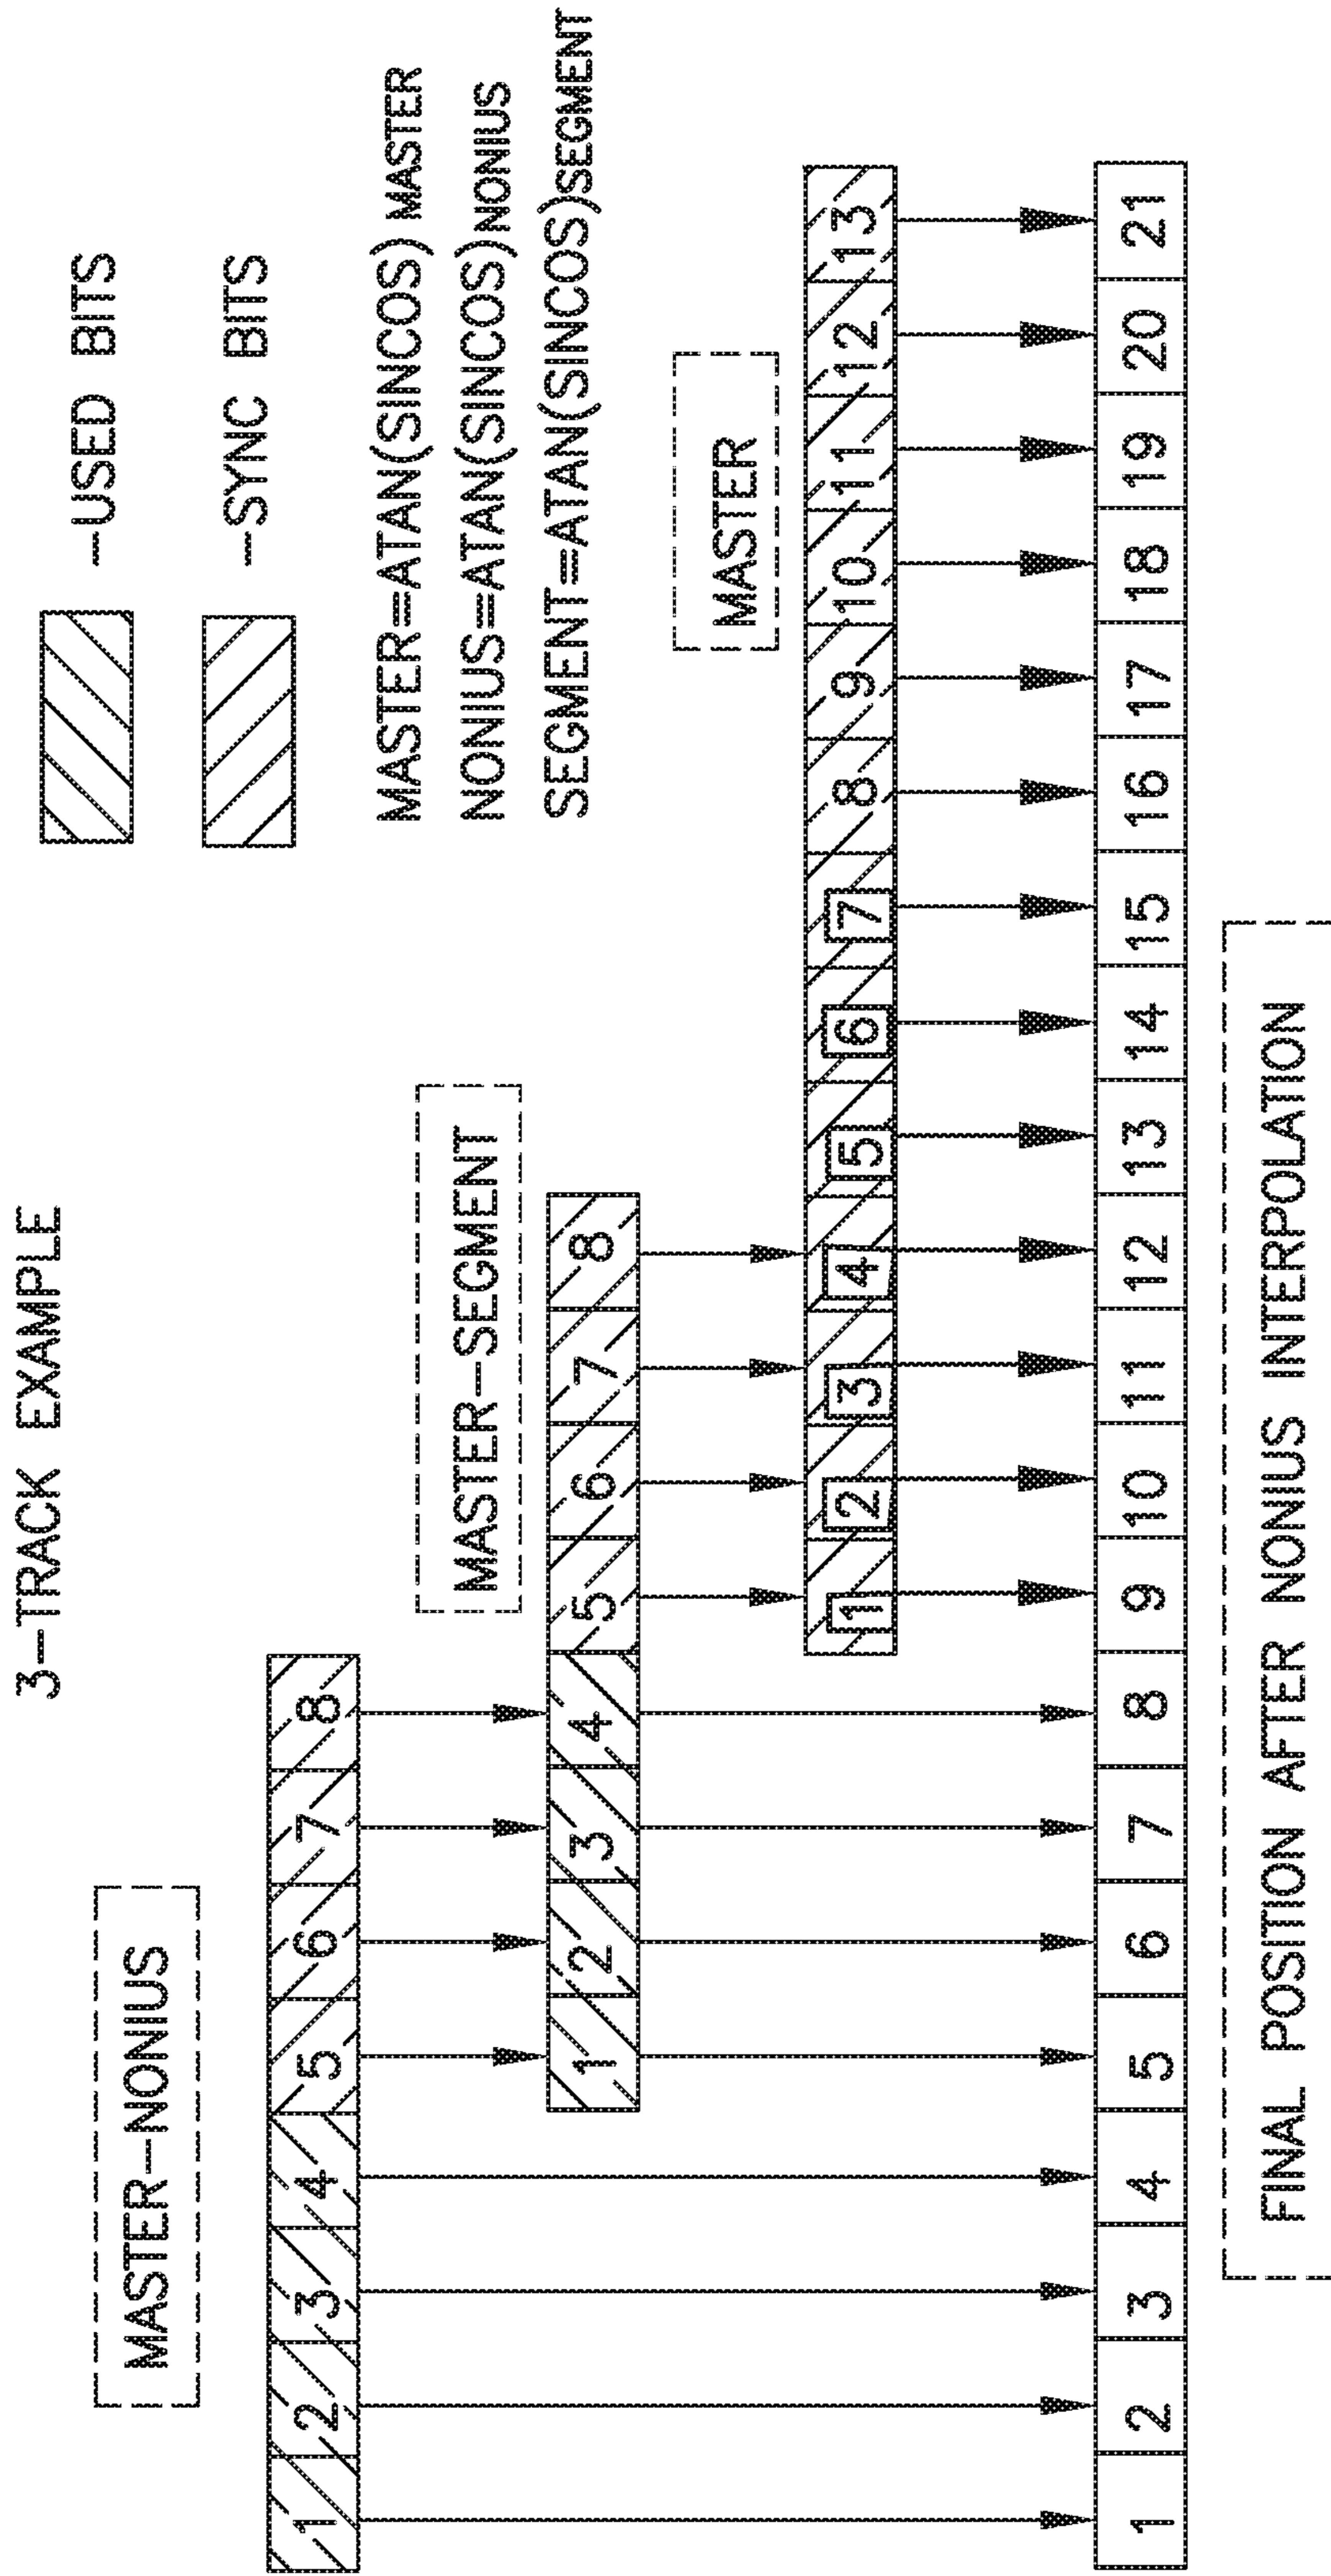 3-TRACK EXAMPLE
-USED BITS
-SYNC BITS
MASTER=ATAN(SINCOS)MASTER
NONIUS=ATAN(SINCOS)NONIUS
SEGMENT=ATAN(SINCOS)SEGMENT
MASTER-NONIUS
1 2 3 4 5 6 7 8
MASTER-SEGMENT
1 2 3 4 5 6 7 8
MASTER
1 2 3 4 5 6 7 8 9 10 11 12 13
1 2 3 4 5 6 7 8 9 10 11 12 13 14 15 16 17 18 19 20 21
FINAL POSITION AFTER NONIUS INTERPOLATION